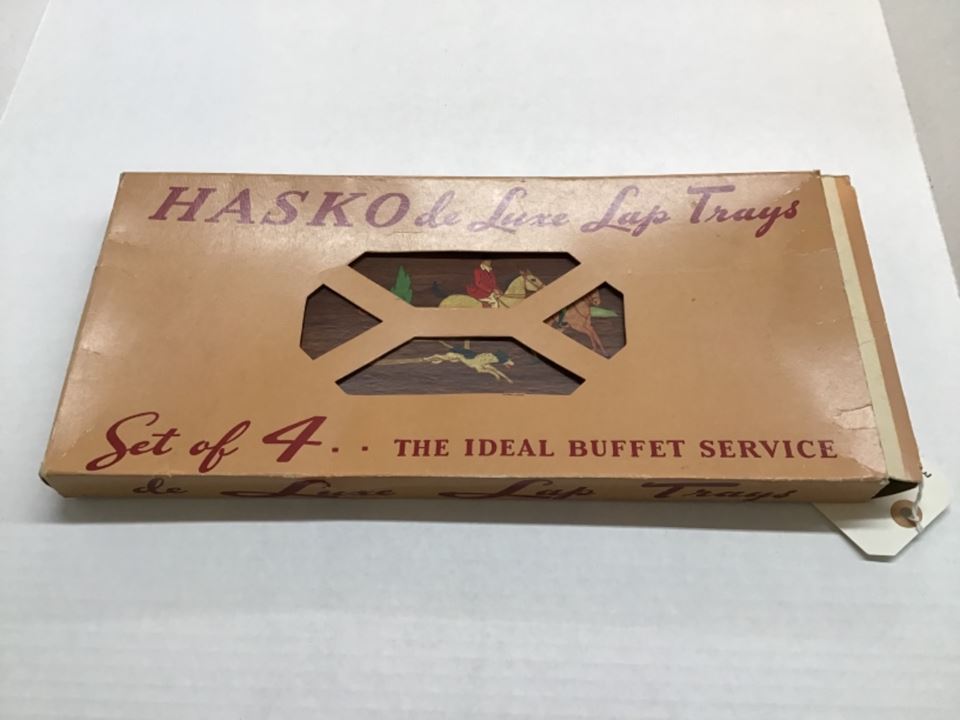 HASKO de Luxe Lap Trays
Set of 4 . . THE IDEAL BUFFET SERVICE
de Luxe Lap Trays